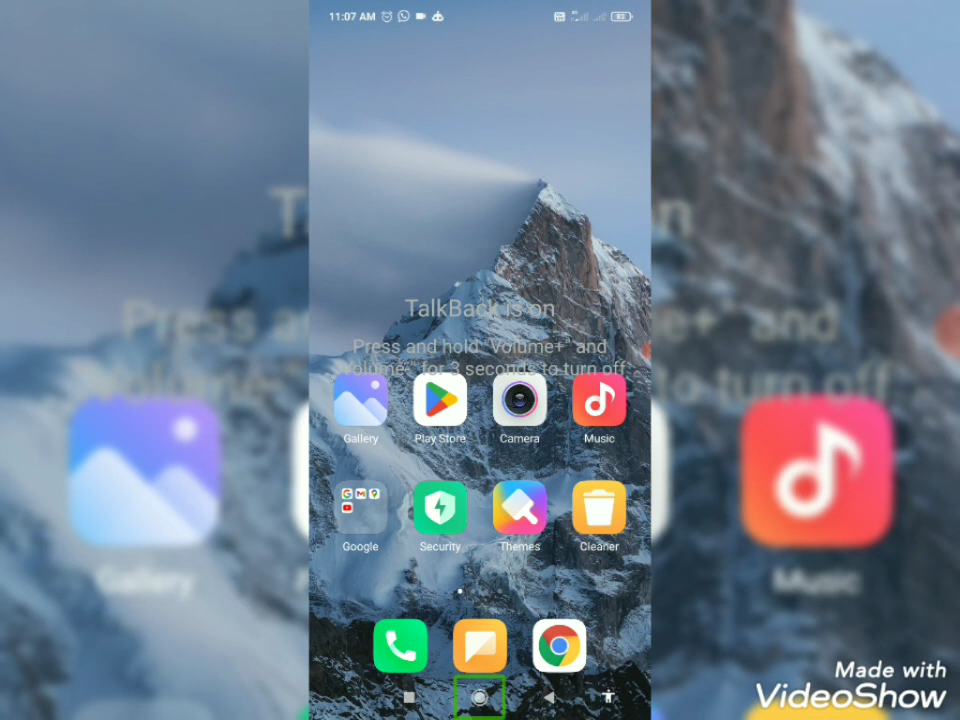 11:07 AM
TalkBack is on
Press and hold "Volume+" and
"Volume-" for 3 seconds to turn off
Gallery
Play Store
Camera
Music
Google
Security
Themes
Cleaner
Made with
VideoShow